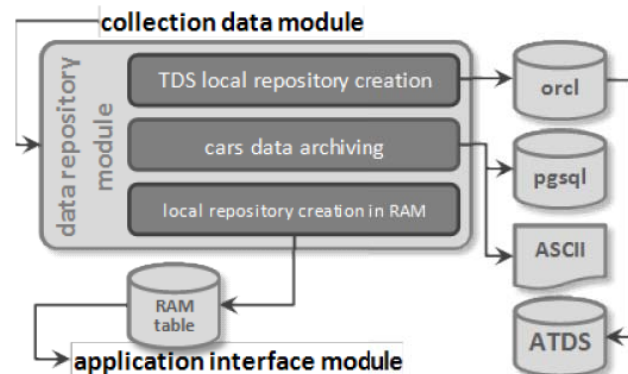 collection data module
data repository
module
TDS local repository creation
cars data archiving
local repository creation in RAM
orcl
pgsql
ASCII
ATDS
RAM
table
application interface module